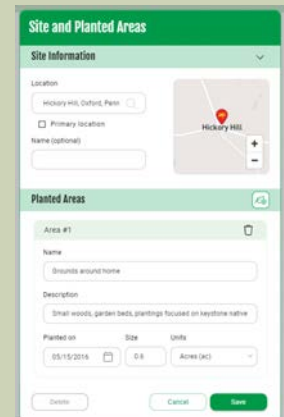 Site and Planted Areas
Site Information
Location
Hickory Hill, Oxford, Penn
Primary location
Name (optional)
Hickory Hill
+
−
Planted Areas
Area #1
Name
Grounds around home
Description
Small woods, garden beds, plantings focused on keystone native
Planted on Size Units
05/15/2016 0.6 Acres (ac)
Delete Cancel Save